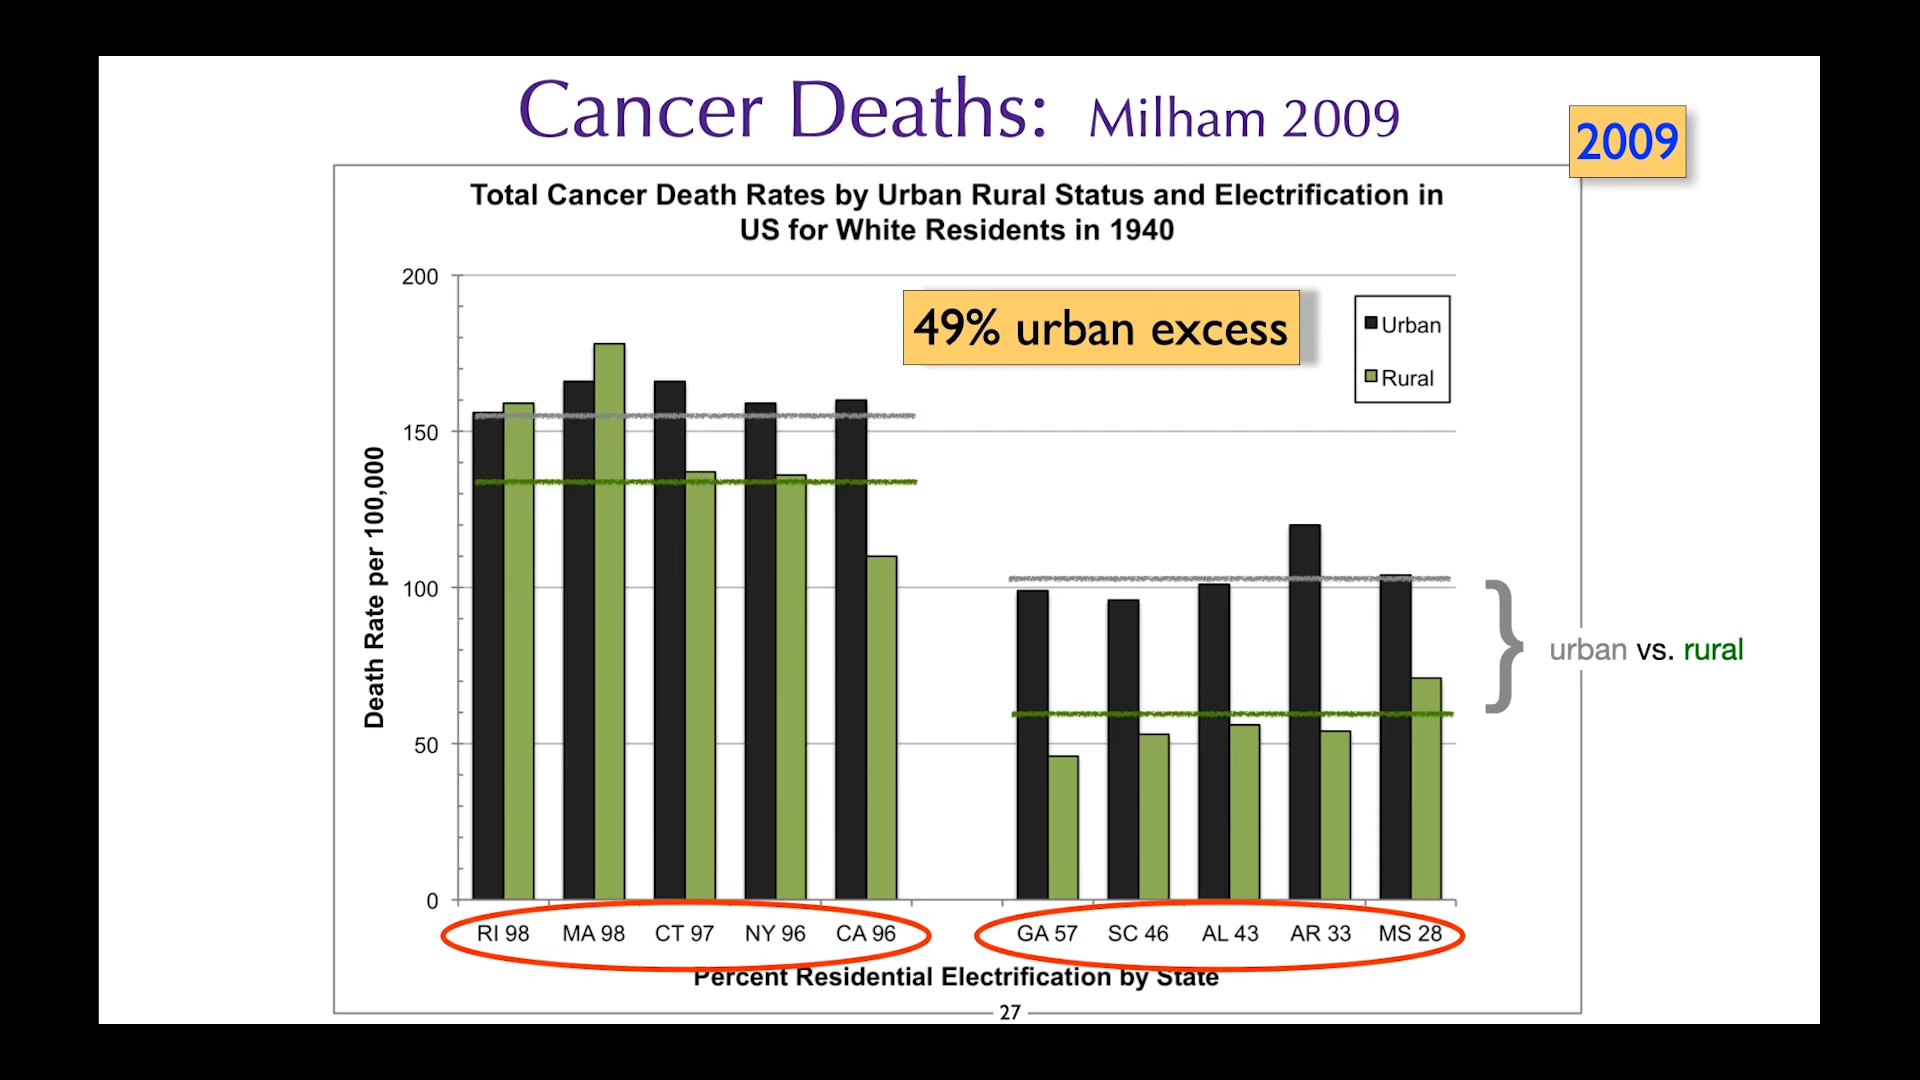 Cancer Deaths: Milham 2009
2009
Total Cancer Death Rates by Urban Rural Status and Electrification in
US for White Residents in 1940
200
150
100
50
0
Death Rate per 100,000
49% urban excess
Urban
Rural
urban vs. rural
RI 98 MA 98 CT 97 NY 96 CA 96 GA 57 SC 46 AL 43 AR 33 MS 28
Percent Residential Electrification by State
27